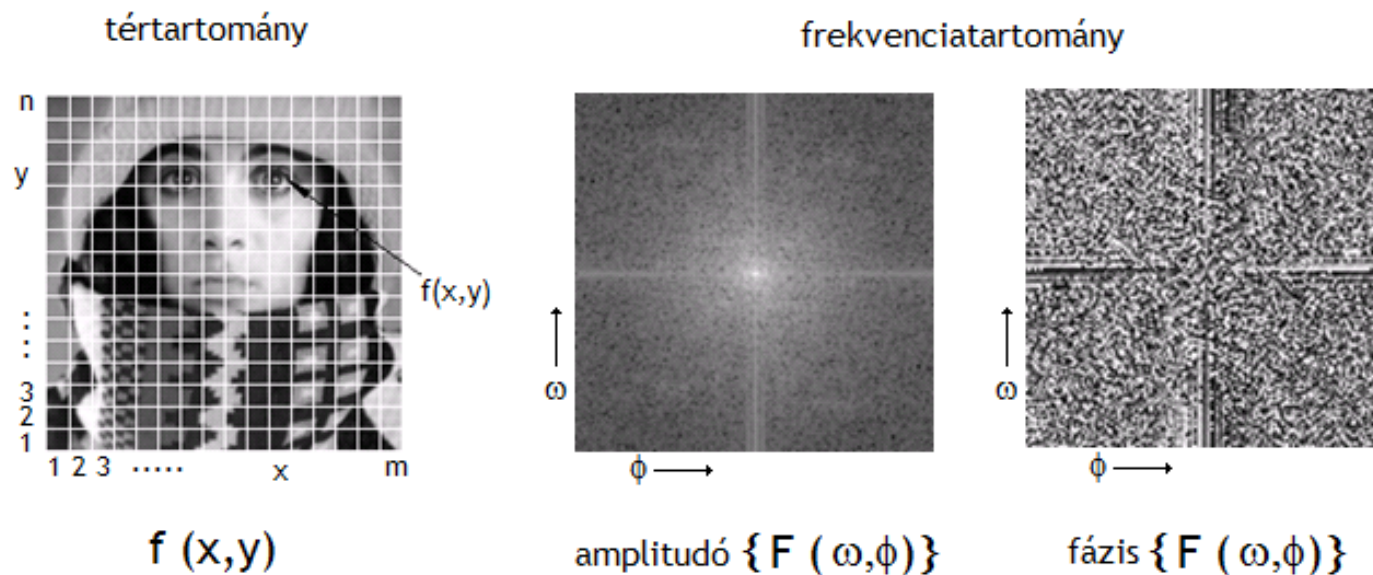 tértartomány
frekvenciatartomány
n
y
f(x,y)
⋮
3
2
1
1 2 3 ..... x m
ω
ϕ
ω
ϕ
f (x,y)
amplitudó { F ( ω,ϕ)}
fázis { F ( ω,ϕ)}